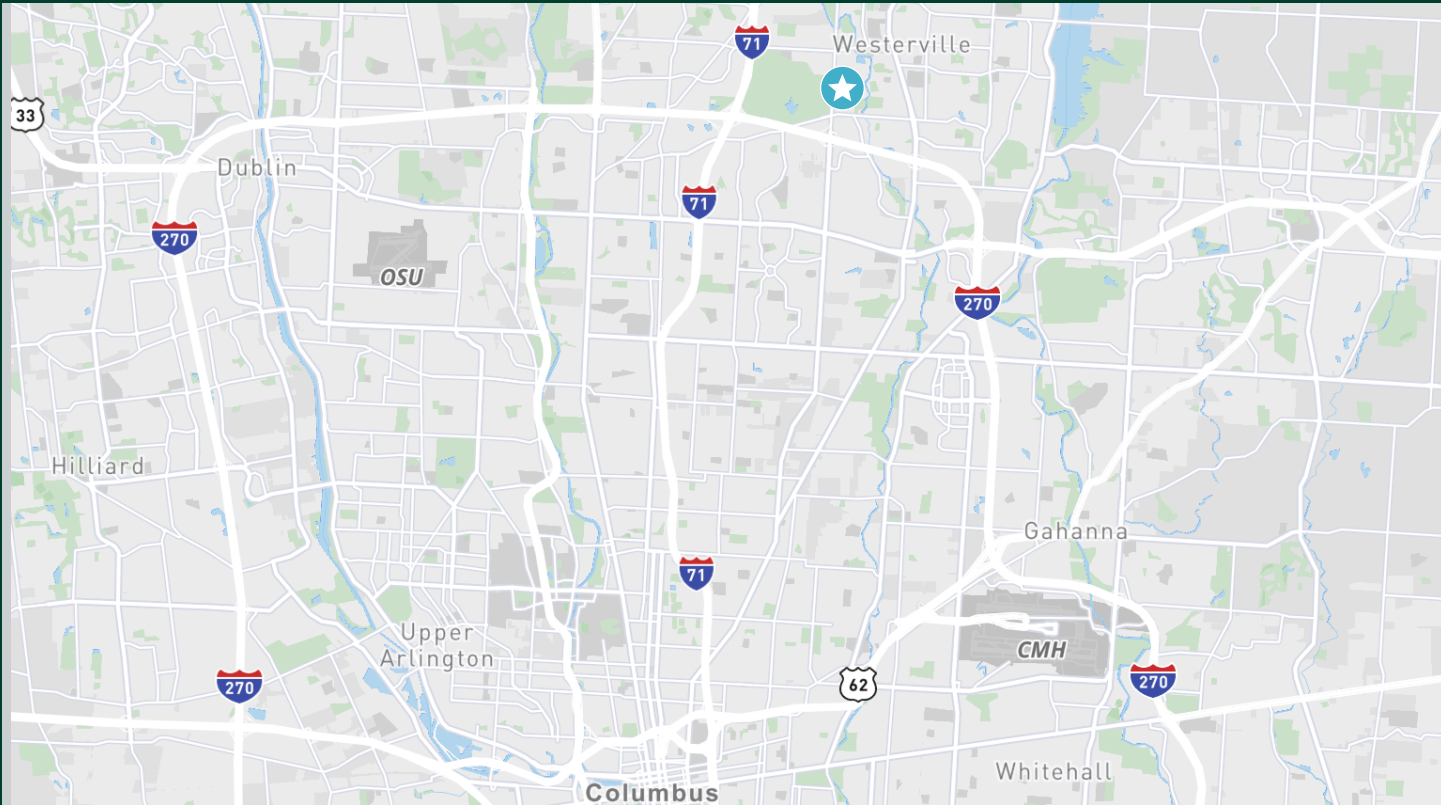 71
Westerville
33
Dublin
71
270
OSU
270
Hilliard
Gahanna
71
Upper
Arlington
CMH
62
270
270
Whitehall
Columbus